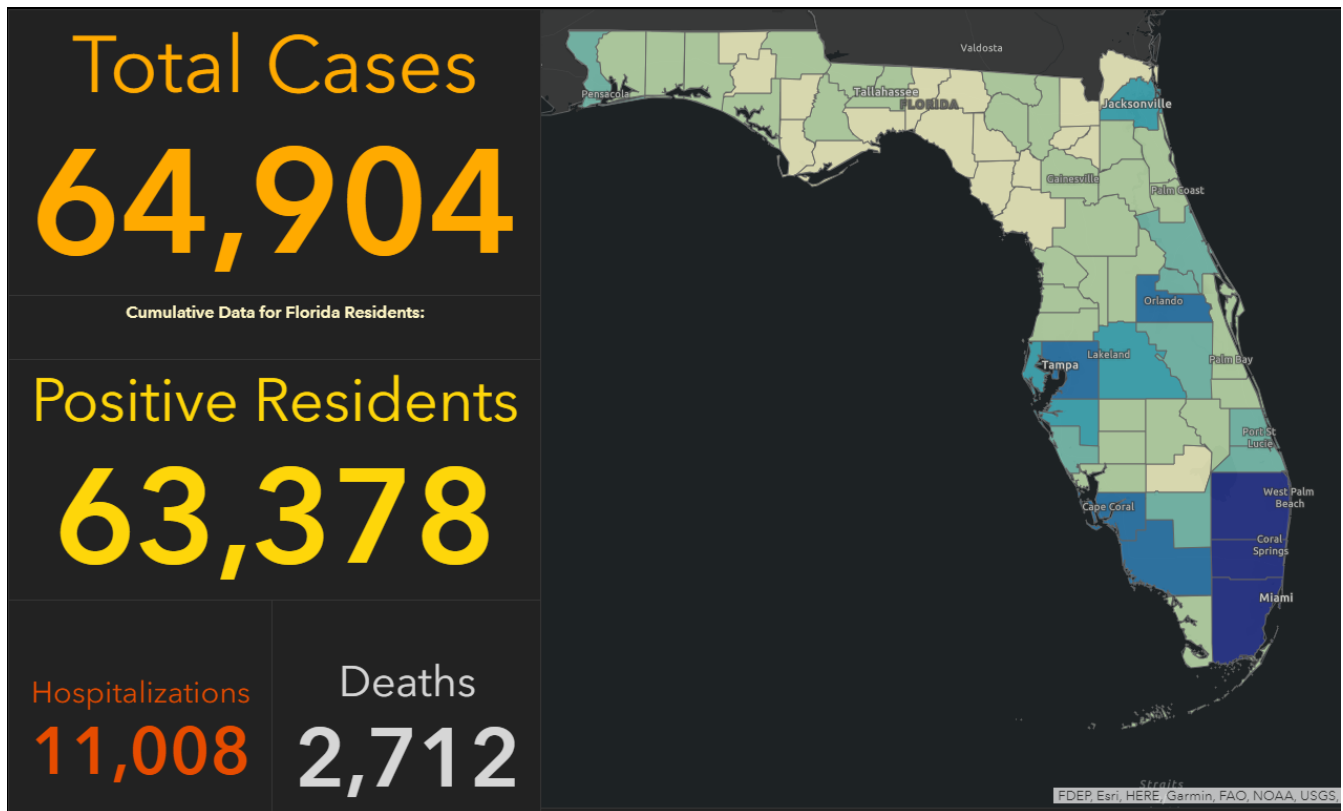 Total Cases
64,904
Cumulative Data for Florida Residents:
Positive Residents
63,378
Hospitalizations
11,008
Deaths
2,712
Valdosta
Pensacola
Tallahassee
FLORIDA
Jacksonville
Gainesville
Palm Coast
Orlando
Lakeland
Tampa
Palm Bay
Port St
Lucie
Cape Coral
West Palm
Beach
Coral
Springs
Miami
Straits
FDEP, Esri, HERE, Garmin, FAO, NOAA, USGS